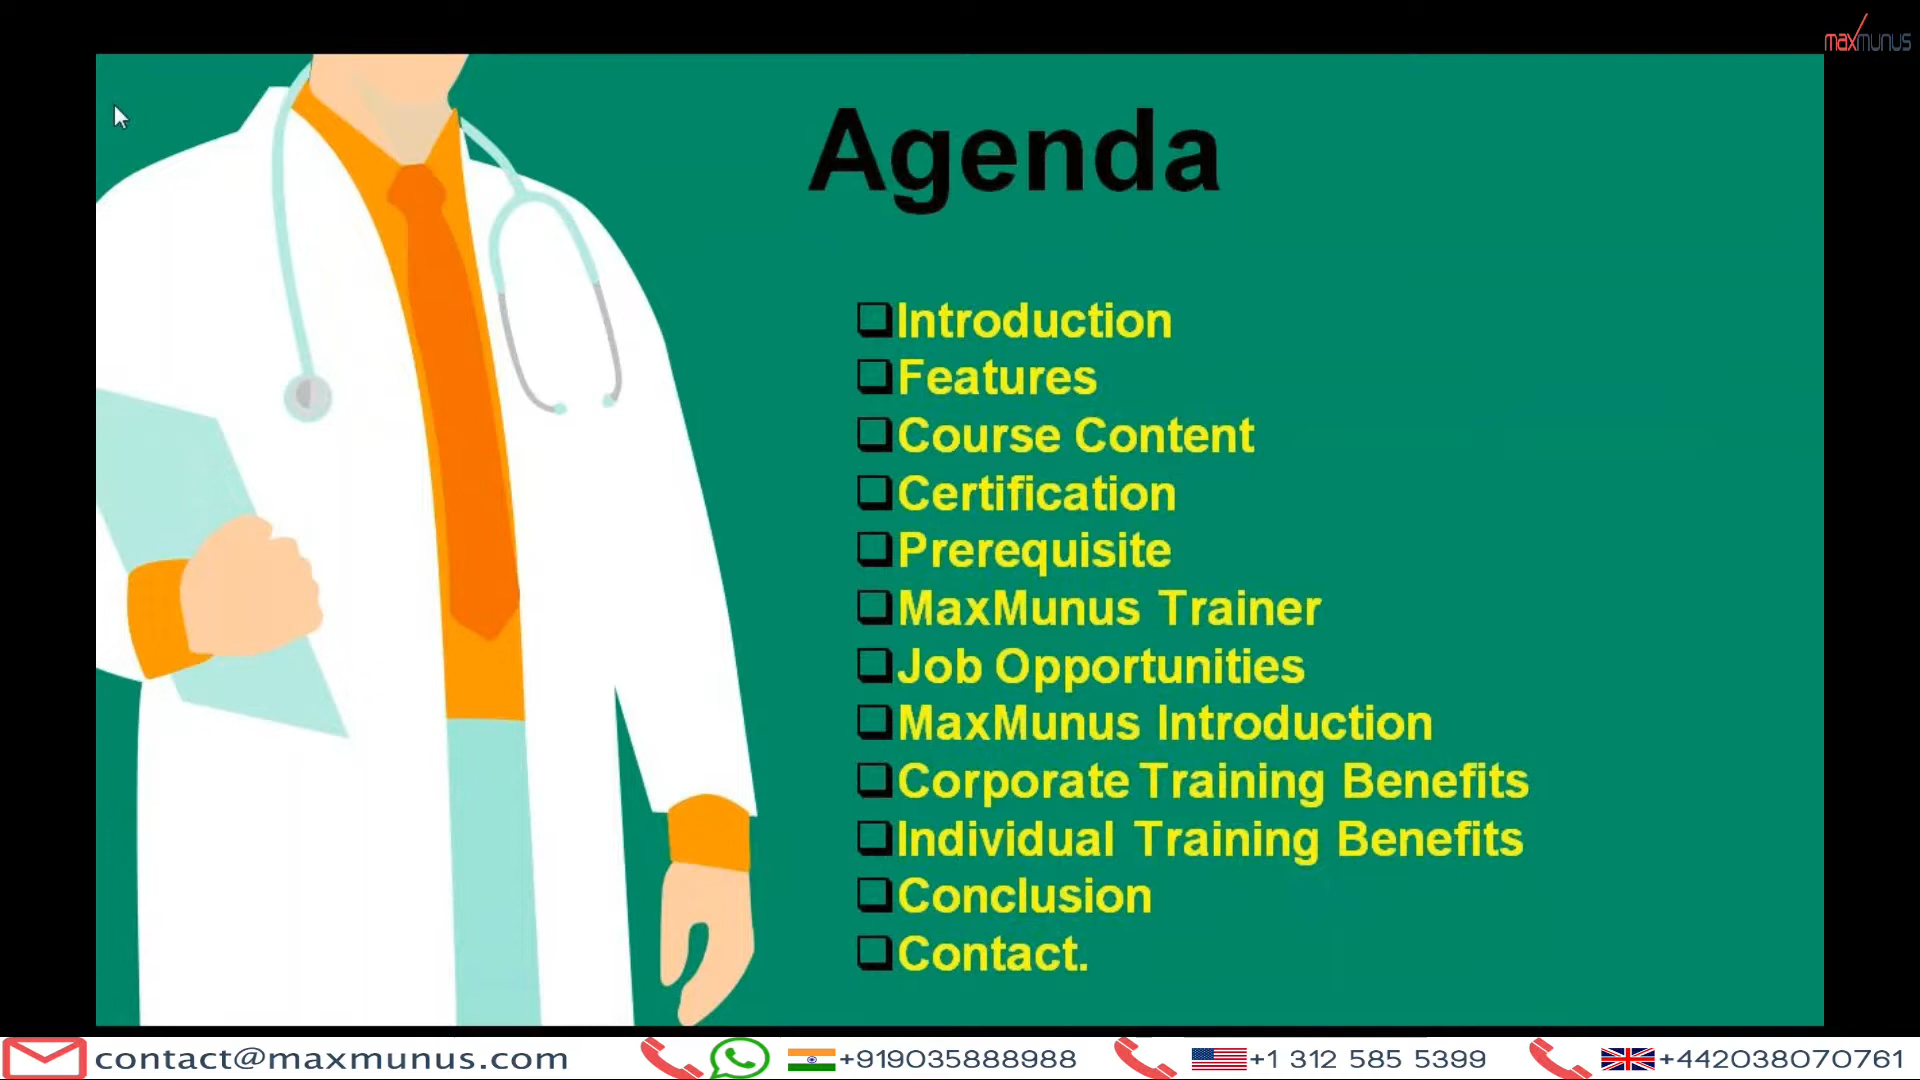 maxmunus
Agenda
Introduction
Features
Course Content
Certification
Prerequisite
MaxMunus Trainer
Job Opportunities
MaxMunus Introduction
Corporate Training Benefits
Individual Training Benefits
Conclusion
Contact.
contact@maxmunus.com +919035888988 +1 312 585 5399 +442038070761